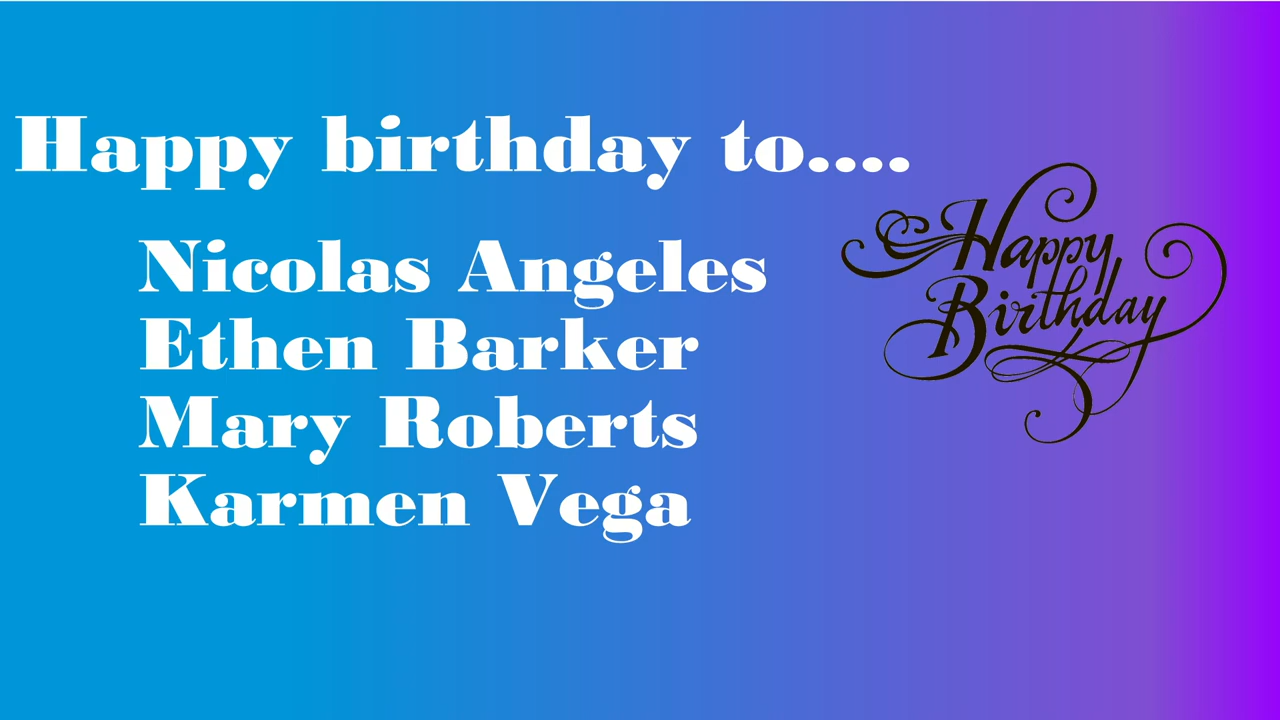 Happy birthday to....
Nicolas Angeles
Ethen Barker
Mary Roberts
Karmen Vega
Happy
Birthday